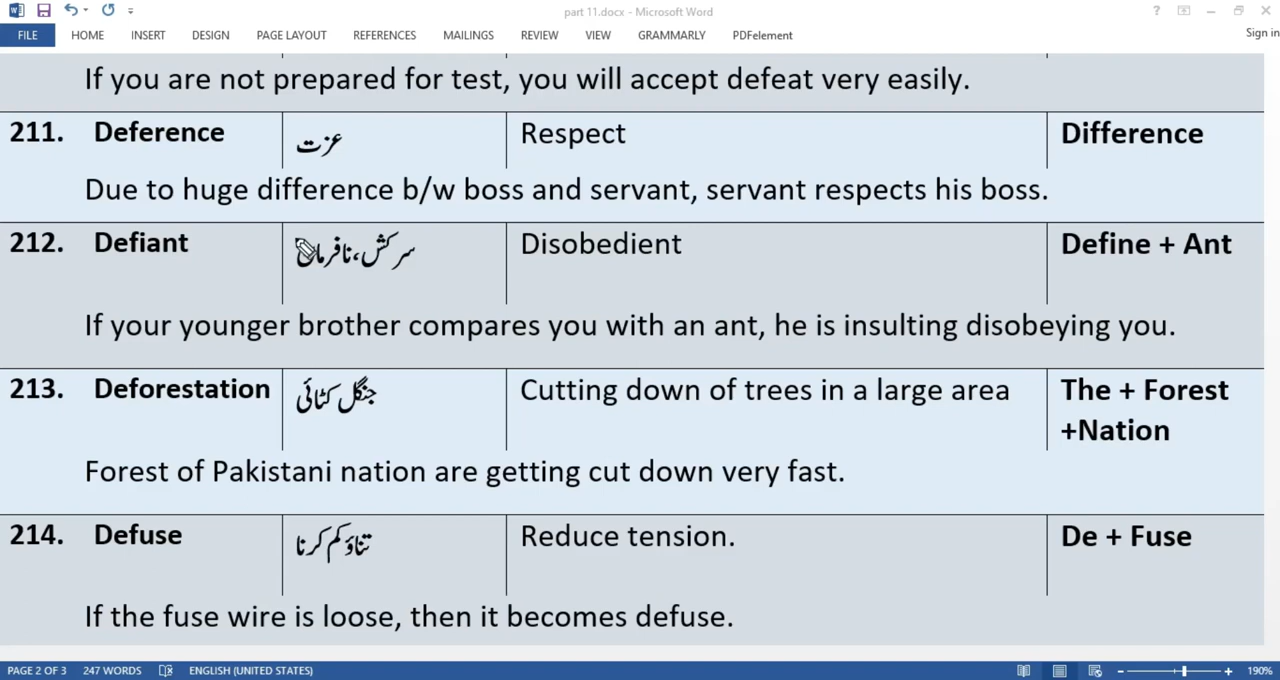 part 11.docx - Microsoft Word
?
FILE HOME INSERT DESIGN PAGE LAYOUT REFERENCES MAILINGS REVIEW VIEW GRAMMARLY PDFelement Sign in
If you are not prepared for test, you will accept defeat very easily.
211. Deference عزت Respect Difference
Due to huge difference b/w boss and servant, servant respects his boss.
212. Defiant سرکش، نافرمان Disobedient Define + Ant
If your younger brother compares you with an ant, he is insulting disobeying you.
213. Deforestation جنگل کٹائی Cutting down of trees in a large area The + Forest
+Nation
Forest of Pakistani nation are getting cut down very fast.
214. Defuse تناؤ کم کرنا Reduce tension. De + Fuse
If the fuse wire is loose, then it becomes defuse.
PAGE 2 OF 3 247 WORDS ENGLISH (UNITED STATES) 190%